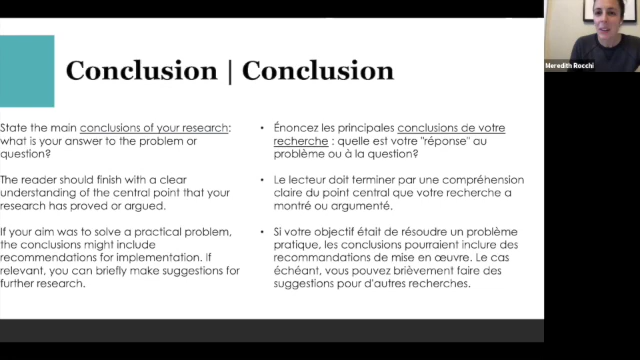 Conclusion | Conclusion
State the main conclusions of your research:
what is your answer to the problem or
question?
The reader should finish with a clear
understanding of the central point that your
research has proved or argued.
If your aim was to solve a practical problem,
the conclusions might include
recommendations for implementation. If
relevant, you can briefly make suggestions for
further research.
• Énoncez les principales conclusions de votre
recherche : quelle est votre "réponse" au
problème ou à la question?
• Le lecteur doit terminer par une compréhension
claire du point central que votre recherche a
montré ou argumenté.
• Si votre objectif était de résoudre un problème
pratique, les conclusions pourraient inclure des
recommandations de mise en œuvre. Le cas
échéant, vous pouvez brièvement faire des
suggestions pour d'autres recherches.
Meredith Rocchi